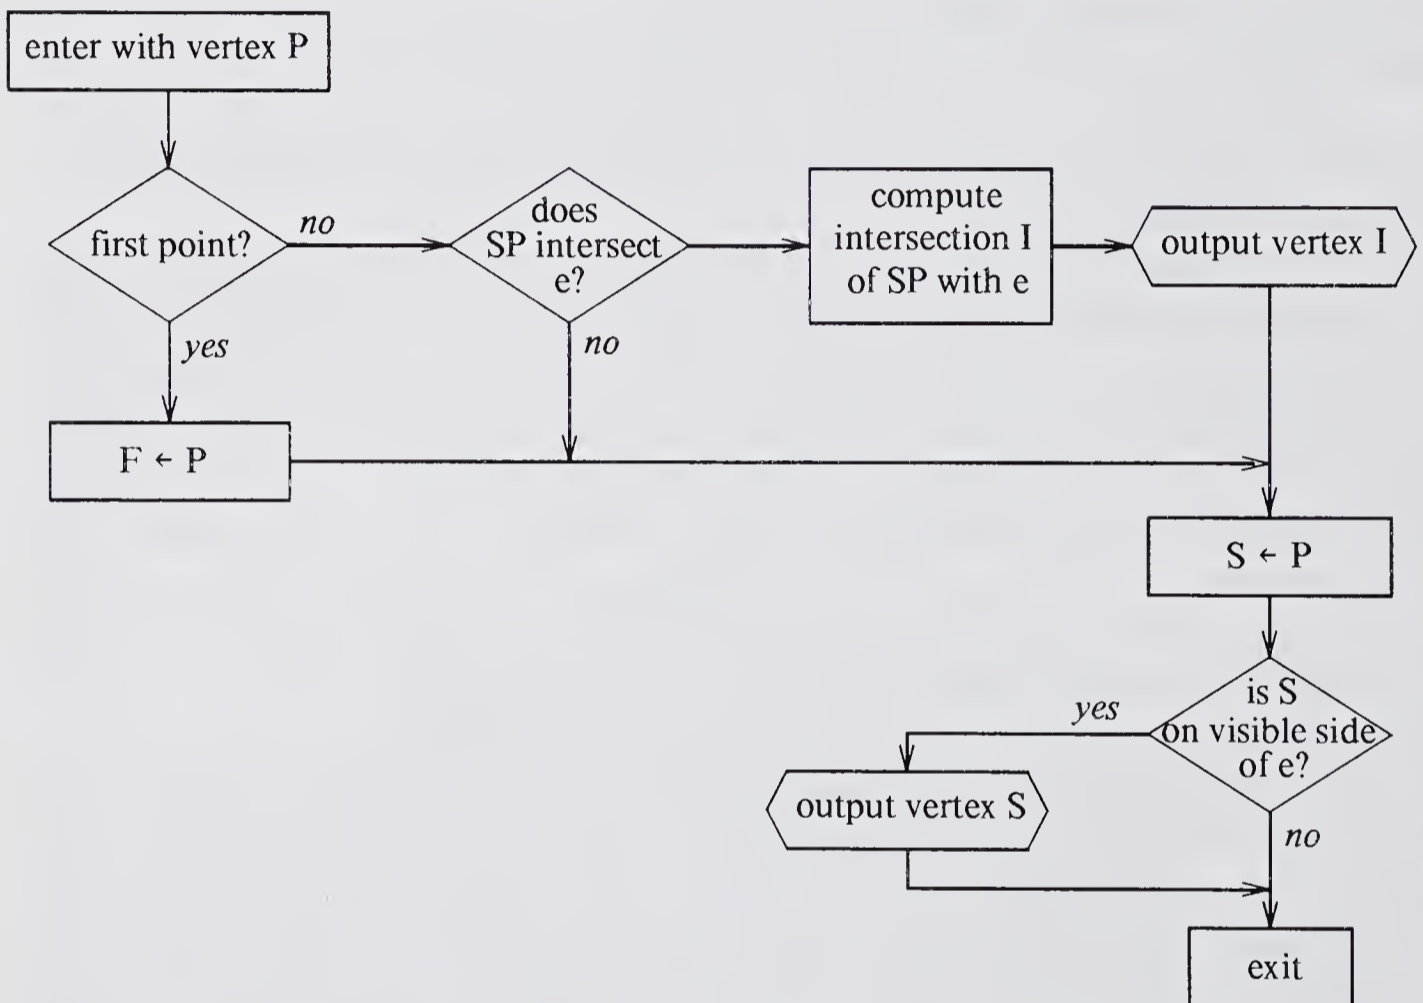 enter with vertex P
first point?
no
does
SP intersect
e?
compute
intersection I
of SP with e
output vertex I
yes
no
F ← P
S ← P
is S
on visible side
of e?
yes
output vertex S
no
exit